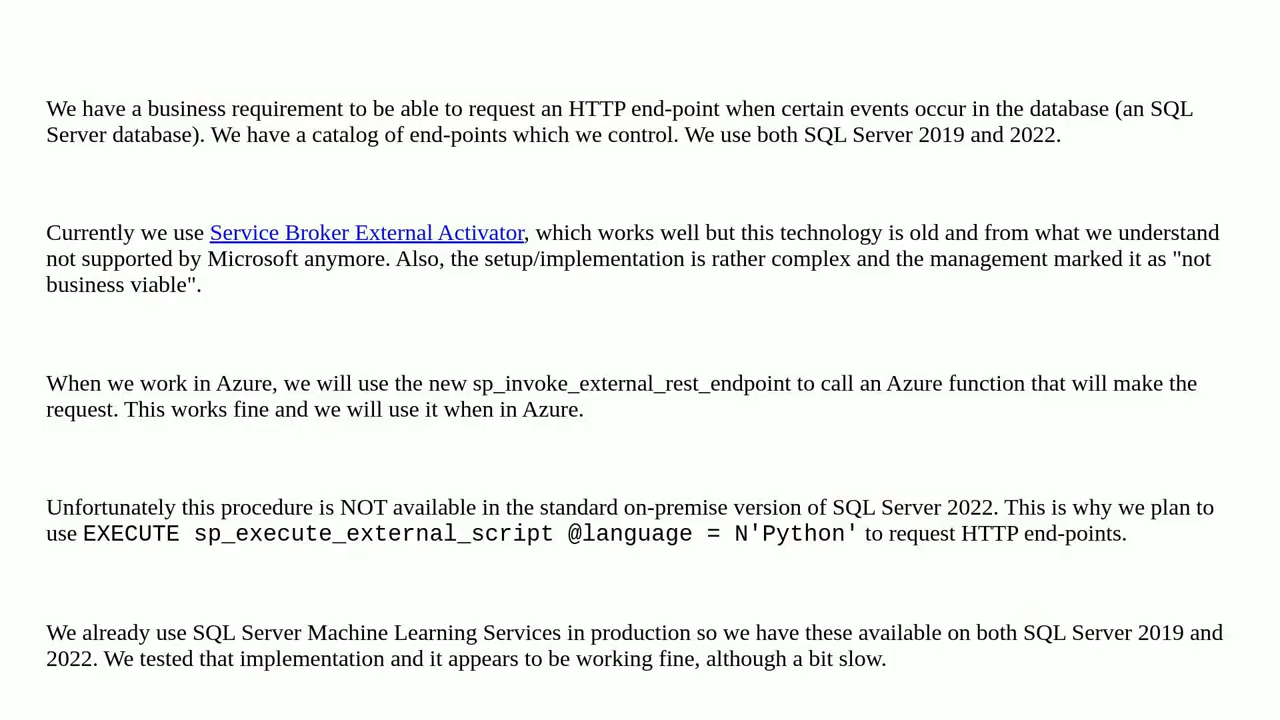 We have a business requirement to be able to request an HTTP end-point when certain events occur in the database (an SQL
Server database). We have a catalog of end-points which we control. We use both SQL Server 2019 and 2022.
Currently we use Service Broker External Activator, which works well but this technology is old and from what we understand
not supported by Microsoft anymore. Also, the setup/implementation is rather complex and the management marked it as "not
business viable".
When we work in Azure, we will use the new sp_invoke_external_rest_endpoint to call an Azure function that will make the
request. This works fine and we will use it when in Azure.
Unfortunately this procedure is NOT available in the standard on-premise version of SQL Server 2022. This is why we plan to
use EXECUTE sp_execute_external_script @language = N'Python' to request HTTP end-points.
We already use SQL Server Machine Learning Services in production so we have these available on both SQL Server 2019 and
2022. We tested that implementation and it appears to be working fine, although a bit slow.